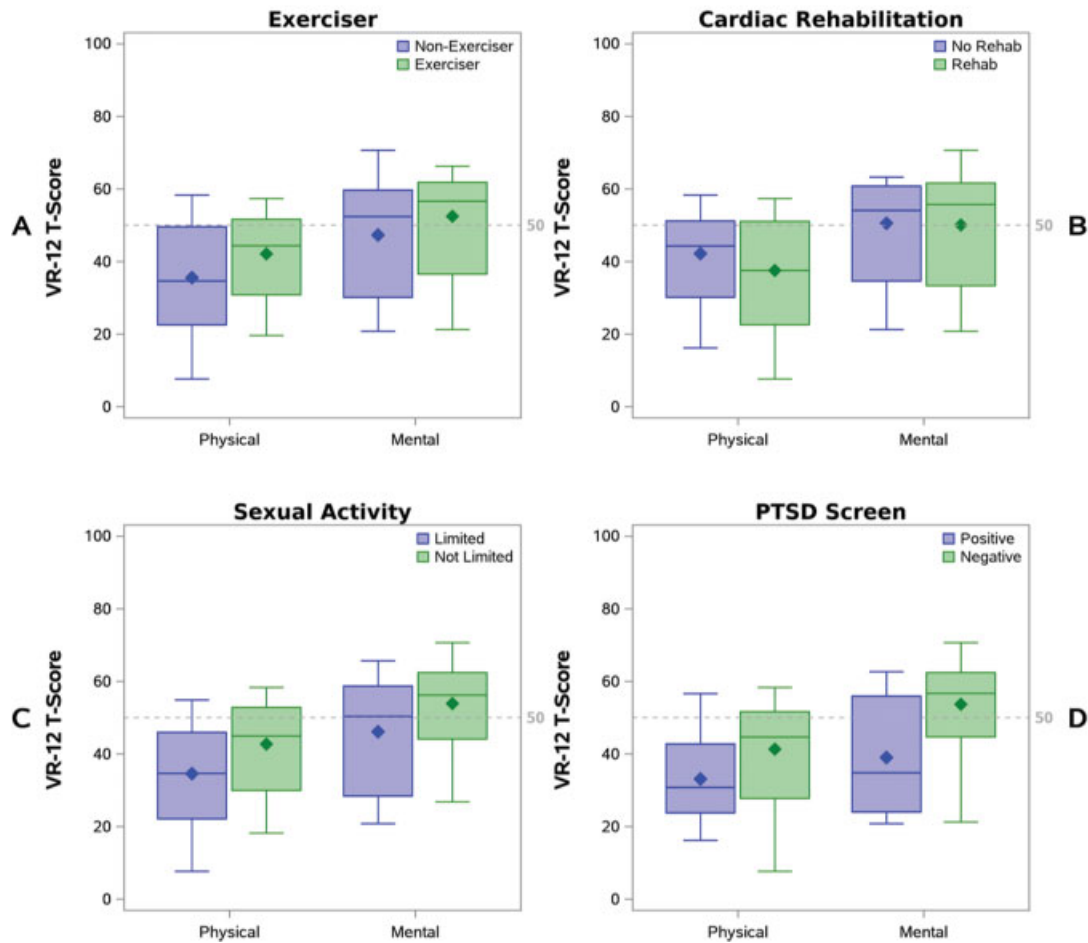 Exerciser
Non-Exerciser
Exerciser
100
80
60
40
20
0
VR-12 T-Score
A
50
Physical
Mental
Cardiac Rehabilitation
No Rehab
Rehab
100
80
60
40
20
0
VR-12 T-Score
50
B
Physical
Mental
Sexual Activity
Limited
Not Limited
100
80
60
40
20
0
VR-12 T-Score
C
50
Physical
Mental
PTSD Screen
Positive
Negative
100
80
60
40
20
0
VR-12 T-Score
50
D
Physical
Mental